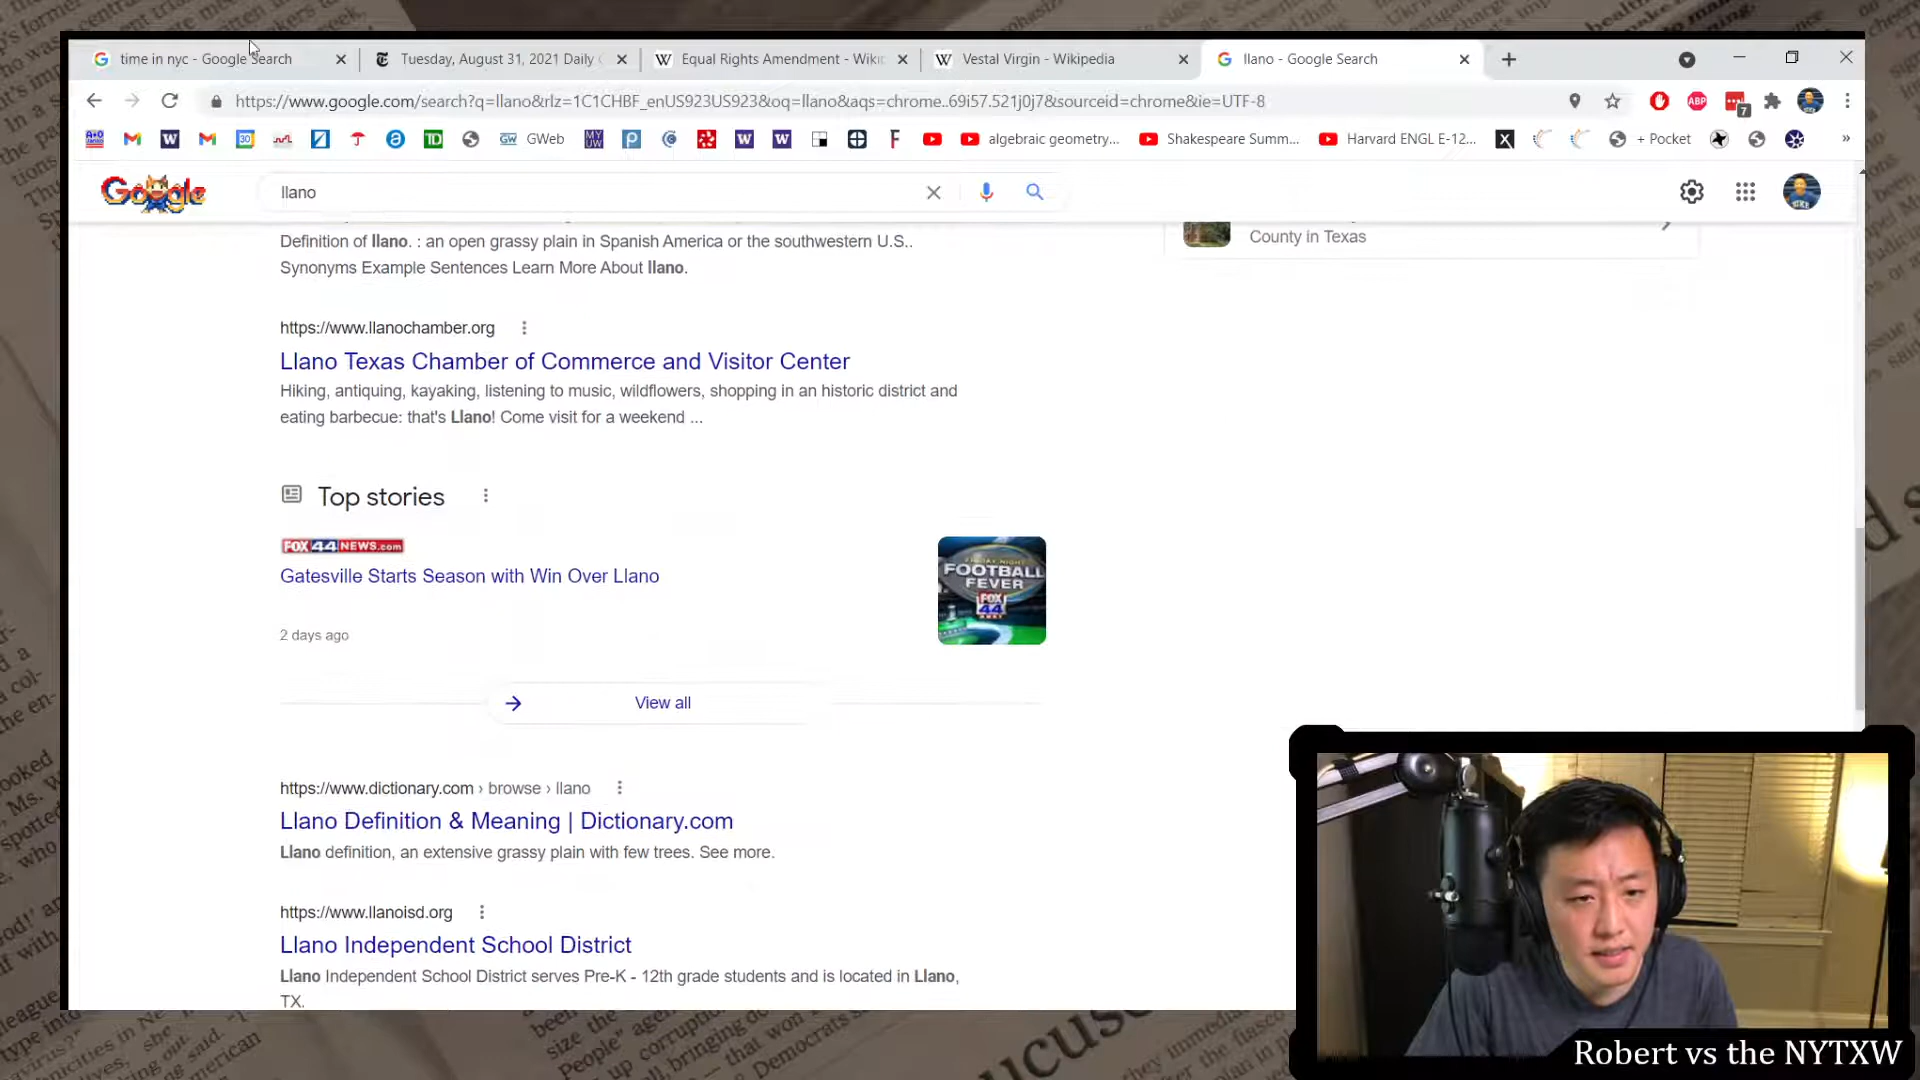 time in nyc - Google Search
Tuesday, August 31, 2021 Daily
Equal Rights Amendment - Wiki
Vestal Virgin - Wikipedia
llano - Google Search
https://www.google.com/search?q=llano&rlz=1C1CHBF_enUS923US923&oq=llano&aqs=chrome..69i57.521j0j7&sourceid=chrome&ie=UTF-8
ABP
7
GWeb
algebraic geometry...
Shakespeare Summ...
Harvard ENGL E-12...
+ Pocket
»
Google
llano
Definition of llano. : an open grassy plain in Spanish America or the southwestern U.S..
Synonyms Example Sentences Learn More About llano.
County in Texas
https://www.llanochamber.org
Llano Texas Chamber of Commerce and Visitor Center
Hiking, antiquing, kayaking, listening to music, wildflowers, shopping in an historic district and
eating barbecue: that's Llano! Come visit for a weekend ...
Top stories
FOX 44 NEWS.com
Gatesville Starts Season with Win Over Llano
2 days ago
FOOTBALL
FEVER
FOX
44
View all
https://www.dictionary.com › browse › llano
Llano Definition & Meaning | Dictionary.com
Llano definition, an extensive grassy plain with few trees. See more.
https://www.llanoisd.org
Llano Independent School District
Llano Independent School District serves Pre-K - 12th grade students and is located in Llano,
TX.
Robert vs the NYTXW